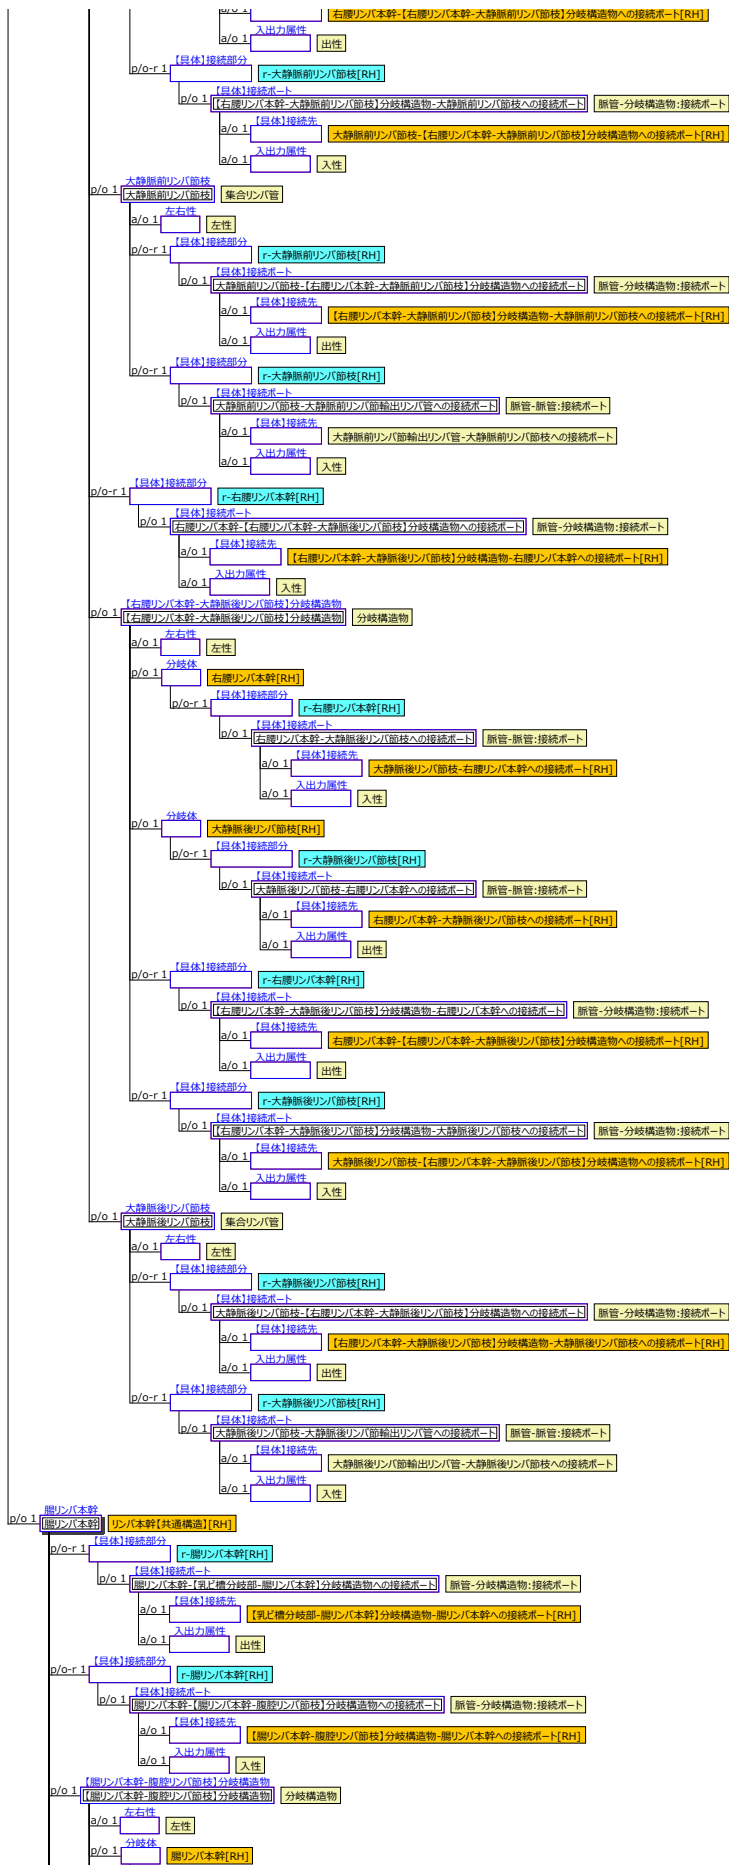 a/o 1 右腰リンパ本幹-【右腰リンパ本幹-大静脈前リンパ節枝】分岐構造物への接続ポート[RH]
入出力属性
a/o 1 出性
【具体】接続部分
p/o-r 1 r-大静脈前リンパ節枝[RH]
【具体】接続ポート
p/o 1 【右腰リンパ本幹-大静脈前リンパ節枝】分岐構造物-大静脈前リンパ節枝への接続ポート 脈管-分岐構造物:接続ポート
【具体】接続先
a/o 1 大静脈前リンパ節枝-【右腰リンパ本幹-大静脈前リンパ節枝】分岐構造物への接続ポート[RH]
入出力属性
a/o 1 入性
大静脈前リンパ節枝
p/o 1 大静脈前リンパ節枝 集合リンパ管
左右性
a/o 1 左性
【具体】接続部分
p/o-r 1 r-大静脈前リンパ節枝[RH]
【具体】接続ポート
p/o 1 大静脈前リンパ節枝-【右腰リンパ本幹-大静脈前リンパ節枝】分岐構造物への接続ポート 脈管-分岐構造物:接続ポート
【具体】接続先
a/o 1 【右腰リンパ本幹-大静脈前リンパ節枝】分岐構造物-大静脈前リンパ節枝への接続ポート[RH]
入出力属性
a/o 1 出性
【具体】接続部分
p/o-r 1 r-大静脈前リンパ節枝[RH]
【具体】接続ポート
p/o 1 大静脈前リンパ節枝-大静脈前リンパ節輸出リンパ管への接続ポート 脈管-脈管:接続ポート
【具体】接続先
a/o 1 大静脈前リンパ節輸出リンパ管-大静脈前リンパ節枝への接続ポート
入出力属性
a/o 1 入性
【具体】接続部分
p/o-r 1 r-右腰リンパ本幹[RH]
【具体】接続ポート
p/o 1 右腰リンパ本幹-【右腰リンパ本幹-大静脈後リンパ節枝】分岐構造物への接続ポート 脈管-分岐構造物:接続ポート
【具体】接続先
a/o 1 【右腰リンパ本幹-大静脈後リンパ節枝】分岐構造物-右腰リンパ本幹への接続ポート[RH]
入出力属性
a/o 1 入性
【右腰リンパ本幹-大静脈後リンパ節枝】分岐構造物
p/o 1 【右腰リンパ本幹-大静脈後リンパ節枝】分岐構造物 分岐構造物
左右性
a/o 1 左性
分岐体
p/o 1 右腰リンパ本幹[RH]
【具体】接続部分
p/o-r 1 r-右腰リンパ本幹[RH]
【具体】接続ポート
p/o 1 右腰リンパ本幹-大静脈後リンパ節枝への接続ポート 脈管-脈管:接続ポート
【具体】接続先
a/o 1 大静脈後リンパ節枝-右腰リンパ本幹への接続ポート[RH]
入出力属性
a/o 1 入性
分岐体
p/o 1 大静脈後リンパ節枝[RH]
【具体】接続部分
p/o-r 1 r-大静脈後リンパ節枝[RH]
【具体】接続ポート
p/o 1 大静脈後リンパ節枝-右腰リンパ本幹への接続ポート 脈管-脈管:接続ポート
【具体】接続先
a/o 1 右腰リンパ本幹-大静脈後リンパ節枝への接続ポート[RH]
入出力属性
a/o 1 出性
【具体】接続部分
p/o-r 1 r-右腰リンパ本幹[RH]
【具体】接続ポート
p/o 1 【右腰リンパ本幹-大静脈後リンパ節枝】分岐構造物-右腰リンパ本幹への接続ポート 脈管-分岐構造物:接続ポート
【具体】接続先
a/o 1 右腰リンパ本幹-【右腰リンパ本幹-大静脈後リンパ節枝】分岐構造物への接続ポート[RH]
入出力属性
a/o 1 出性
【具体】接続部分
p/o-r 1 r-大静脈後リンパ節枝[RH]
【具体】接続ポート
p/o 1 【右腰リンパ本幹-大静脈後リンパ節枝】分岐構造物-大静脈後リンパ節枝への接続ポート 脈管-分岐構造物:接続ポート
【具体】接続先
a/o 1 大静脈後リンパ節枝-【右腰リンパ本幹-大静脈後リンパ節枝】分岐構造物への接続ポート[RH]
入出力属性
a/o 1 入性
大静脈後リンパ節枝
p/o 1 大静脈後リンパ節枝 集合リンパ管
左右性
a/o 1 左性
【具体】接続部分
p/o-r 1 r-大静脈後リンパ節枝[RH]
【具体】接続ポート
p/o 1 大静脈後リンパ節枝-【右腰リンパ本幹-大静脈後リンパ節枝】分岐構造物への接続ポート 脈管-分岐構造物:接続ポート
【具体】接続先
a/o 1 【右腰リンパ本幹-大静脈後リンパ節枝】分岐構造物-大静脈後リンパ節枝への接続ポート[RH]
入出力属性
a/o 1 出性
【具体】接続部分
p/o-r 1 r-大静脈後リンパ節枝[RH]
【具体】接続ポート
p/o 1 大静脈後リンパ節枝-大静脈後リンパ節輸出リンパ管への接続ポート 脈管-脈管:接続ポート
【具体】接続先
a/o 1 大静脈後リンパ節輸出リンパ管-大静脈後リンパ節枝への接続ポート
入出力属性
a/o 1 入性
腸リンパ本幹
p/o 1 腸リンパ本幹 リンパ本幹【共通構造】[RH]
【具体】接続部分
p/o-r 1 r-腸リンパ本幹[RH]
【具体】接続ポート
p/o 1 腸リンパ本幹-【乳ビ槽分岐部-腸リンパ本幹】分岐構造物への接続ポート 脈管-分岐構造物:接続ポート
【具体】接続先
a/o 1 【乳ビ槽分岐部-腸リンパ本幹】分岐構造物-腸リンパ本幹への接続ポート[RH]
入出力属性
a/o 1 出性
【具体】接続部分
p/o-r 1 r-腸リンパ本幹[RH]
【具体】接続ポート
p/o 1 腸リンパ本幹-【腸リンパ本幹-腹腔リンパ節枝】分岐構造物への接続ポート 脈管-分岐構造物:接続ポート
【具体】接続先
a/o 1 【腸リンパ本幹-腹腔リンパ節枝】分岐構造物-腸リンパ本幹への接続ポート[RH]
入出力属性
a/o 1 入性
【腸リンパ本幹-腹腔リンパ節枝】分岐構造物
p/o 1 【腸リンパ本幹-腹腔リンパ節枝】分岐構造物 分岐構造物
左右性
a/o 1 左性
分岐体
p/o 1 腸リンパ本幹[RH]